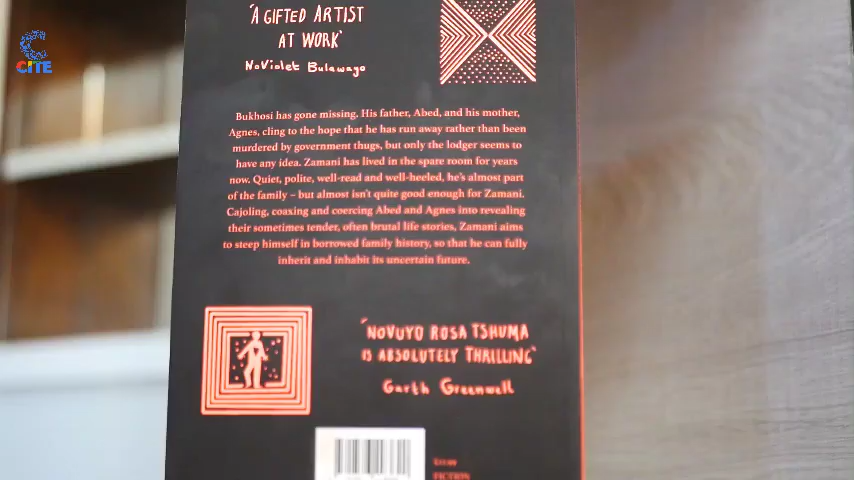 CITE
'A GIFTED ARTIST
AT WORK'
NoViolet Bulawayo
Bukhosi has gone missing. His father, Abed, and his mother,
Agnes, cling to the hope that he has run away rather than been
murdered by government thugs, but only the lodger seems to
have any idea. Zamani has lived in the spare room for years
now. Quiet, polite, well-read and well-heeled, he's almost part
of the family – but almost isn't quite good enough for Zamani.
Cajoling, coaxing and coercing Abed and Agnes into revealing
their sometimes tender, often brutal life stories, Zamani aims
to steep himself in borrowed family history, so that he can fully
inherit and inhabit its uncertain future.
'NOVUYO ROSA TSHUMA
IS ABSOLUTELY THRILLING'
Garth Greenwell
FICTION